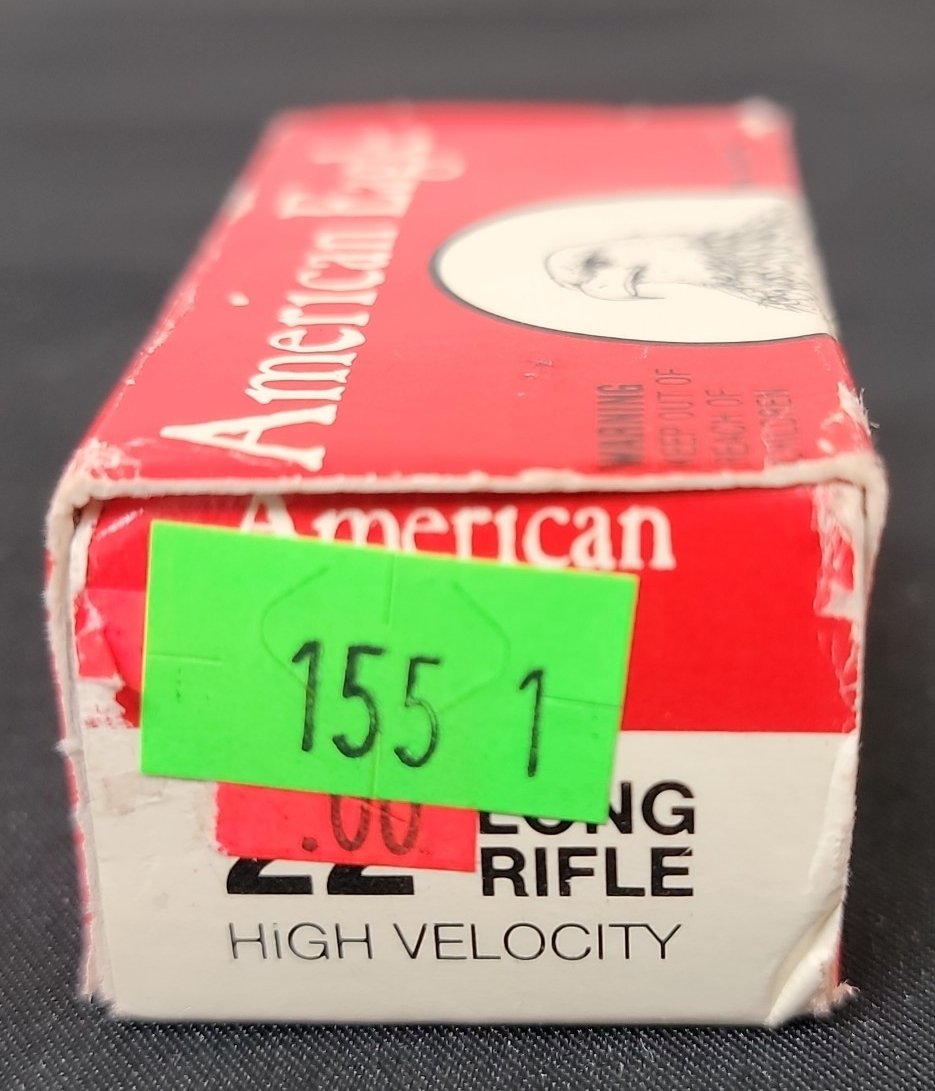 American Eagle
WARNING
KEEP OUT OF
REACH OF
CHILDREN
American
155 1
.00
22 LONG
RIFLE
HIGH VELOCITY